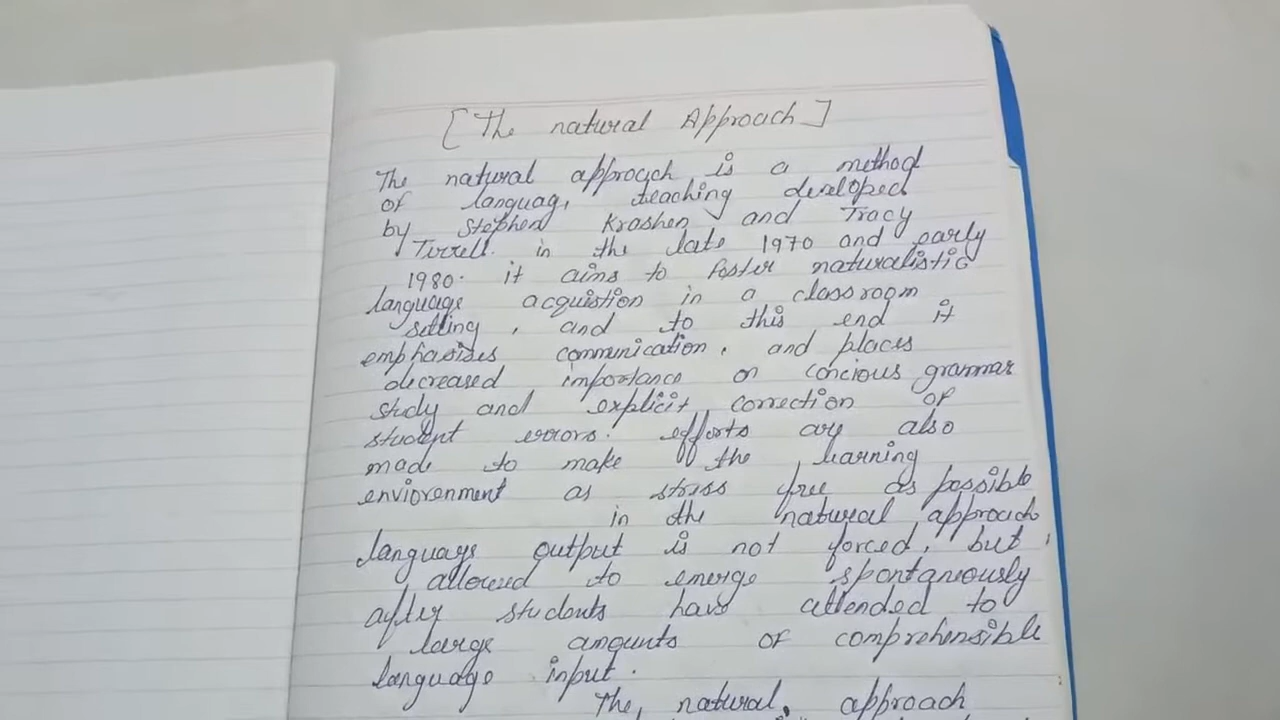 [The natural Approach]
The natural approach is a method
of languag, teaching developed
by Stephen Krashen and Tracy
Tirrell. in the late 1970 and early
1980. it aims to foster naturalistic
language acquistion in a classroom
setting, and to this end it
emphasises communication, and places
decreased importance on concious grammar
study and explicit correction of
student errors. efforts are also
made to make the learning
enviorenment as stress free as possible
in the natural approach
language output is not forced, but
allowed to emerge spontaneously
after students have attended to
large amounts of comprehensible
language input.
The, natural, approach